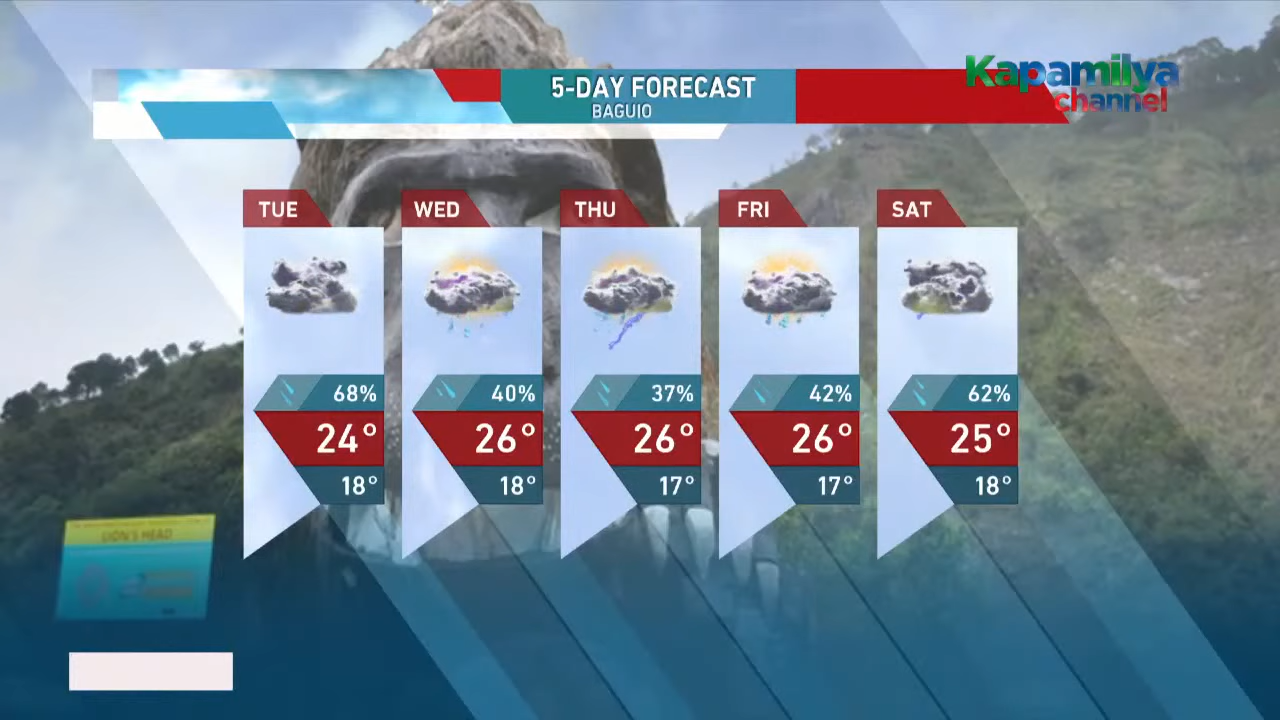 5-DAY FORECAST
BAGUIO
Kapamilya
channel
TUE
WED
THU
FRI
SAT
68%
40%
37%
42%
62%
24°
26°
26°
26°
25°
18°
18°
17°
17°
18°
LION'S HEAD